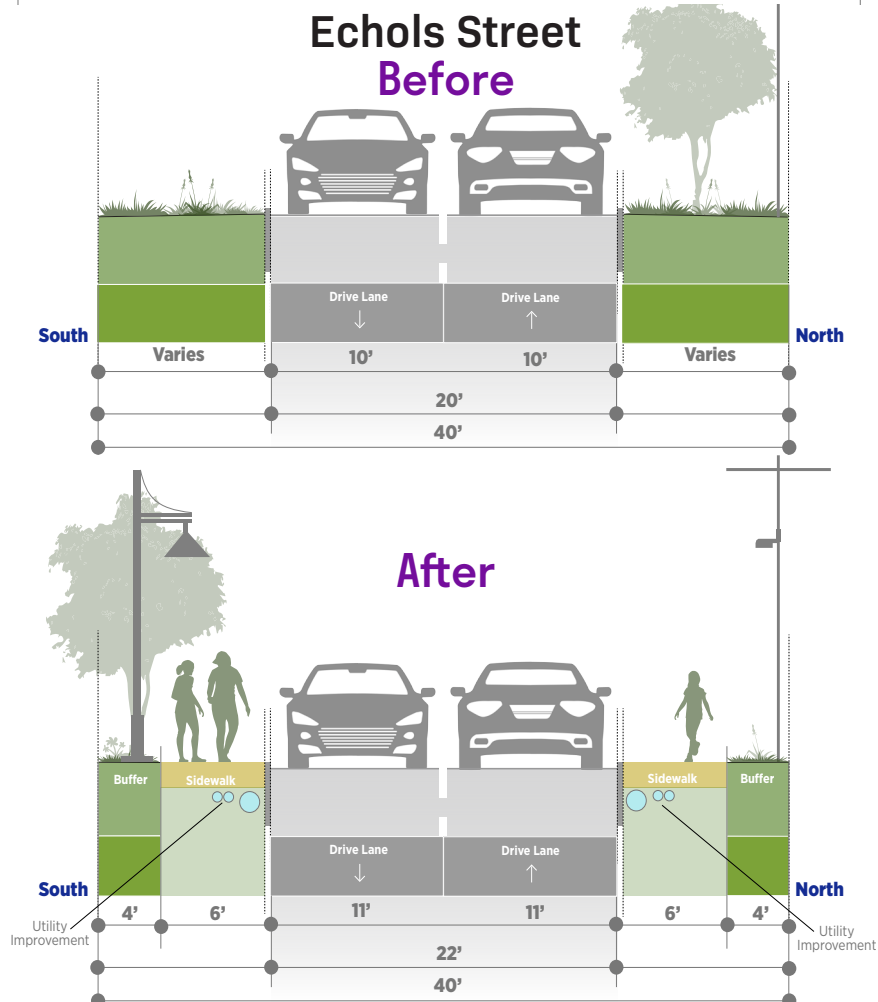 Echols Street
Before
Drive Lane
Drive Lane
↓
↑
South
North
Varies
10’
10’
Varies
20’
40’
After
Buffer
Sidewalk
Sidewalk
Buffer
Drive Lane
Drive Lane
↓
↑
South
North
4’
6’
11’
11’
6’
4’
Utility
Improvement
Utility
Improvement
22’
40’